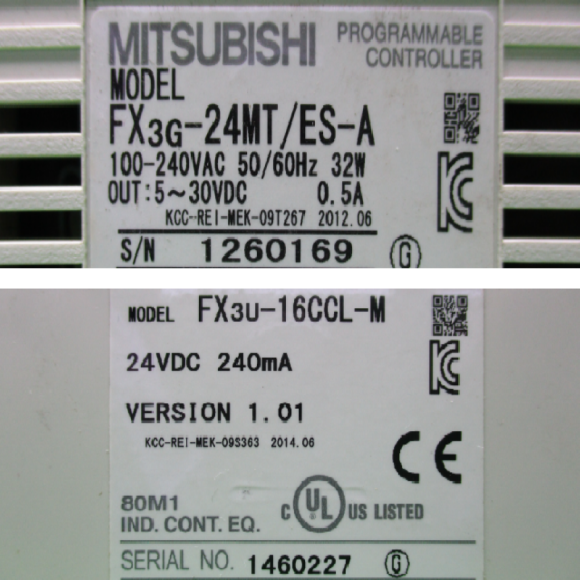 MITSUBISHI PROGRAMMABLE CONTROLLER
MODEL
FX3G-24MT/ES-A
100-240VAC 50/60Hz 32W
OUT:5~30VDC 0.5A
KCC-REI-MEK-09T267 2012.06
S/N 1260169 G
MODEL FX3U-16CCL-M
24VDC 240mA
VERSION 1.01
KCC-REI-MEK-09S363 2014.06
CE
80M1
IND. CONT. EQ. C UL US LISTED
SERIAL NO. 1460227 G